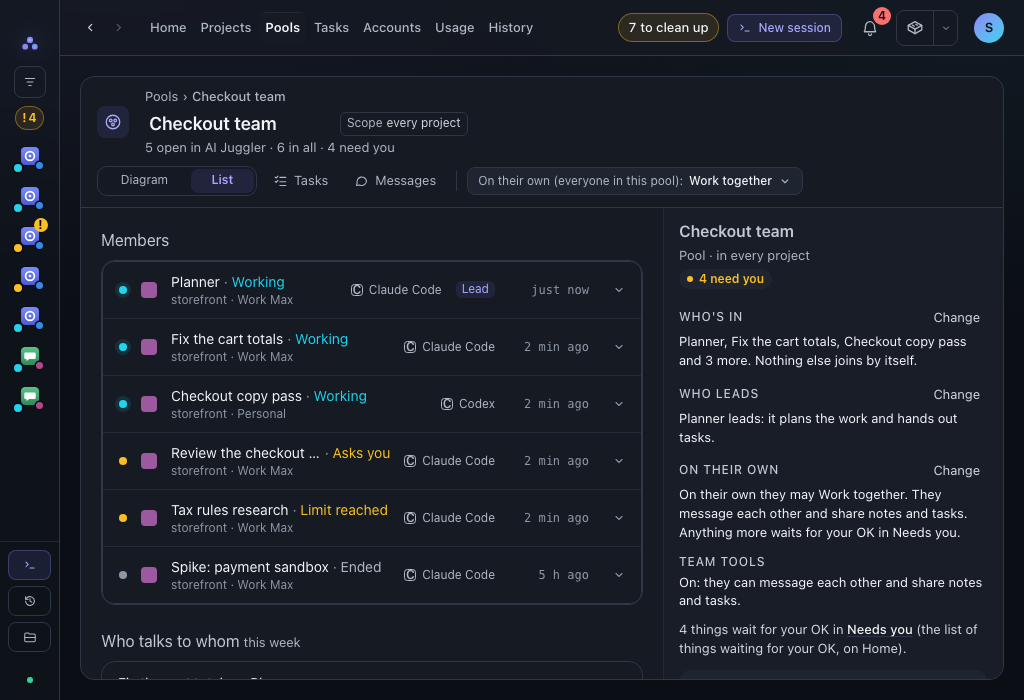 Home Projects Pools Tasks Accounts Usage History
7 to clean up
>_ New session
4
S
! 4
!
Pools › Checkout team
Checkout team
Scope every project
5 open in AI Juggler · 6 in all · 4 need you
Diagram List Tasks Messages
On their own (everyone in this pool): Work together
Members
Planner · Working
storefront · Work Max
Claude Code Lead just now
Fix the cart totals · Working
storefront · Work Max
Claude Code 2 min ago
Checkout copy pass · Working
storefront · Personal
Codex 2 min ago
Review the checkout ... · Asks you
storefront · Work Max
Claude Code 2 min ago
Tax rules research · Limit reached
storefront · Work Max
Claude Code 2 min ago
Spike: payment sandbox · Ended
storefront · Work Max
Claude Code 5 h ago
Who talks to whom this week
Checkout team
Pool · in every project
4 need you
WHO'S IN Change
Planner, Fix the cart totals, Checkout copy pass
and 3 more. Nothing else joins by itself.
WHO LEADS Change
Planner leads: it plans the work and hands out
tasks.
ON THEIR OWN Change
On their own they may Work together. They
message each other and share notes and tasks.
Anything more waits for your OK in Needs you.
TEAM TOOLS
On: they can message each other and share notes
and tasks.
4 things wait for your OK in Needs you (the list of
things waiting for your OK, on Home).